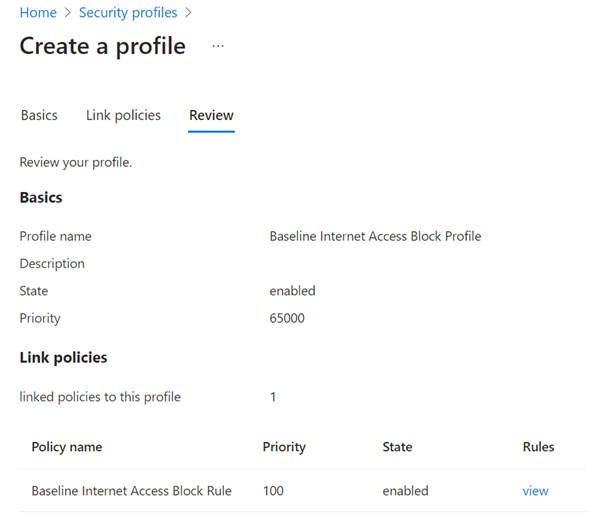 Home > Security profiles >
Create a profile ...
Basics Link policies Review
Review your profile.
Basics
Profile name Baseline Internet Access Block Profile
Description
State enabled
Priority 65000
Link policies
linked policies to this profile 1
Policy name Priority State Rules
Baseline Internet Access Block Rule 100 enabled view